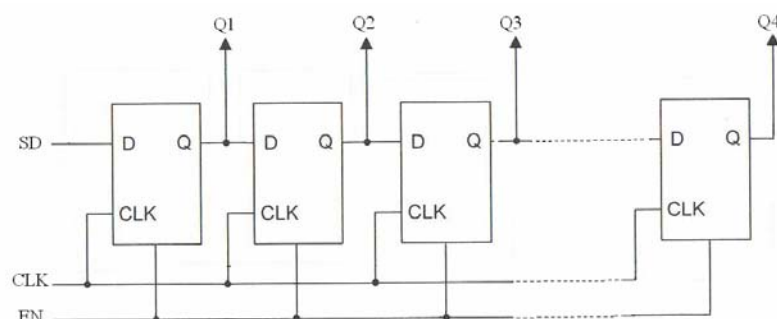 Q1 Q2 Q3 Q4
SD D Q D Q D Q D Q
CLK CLK CLK CLK
CLK
EN